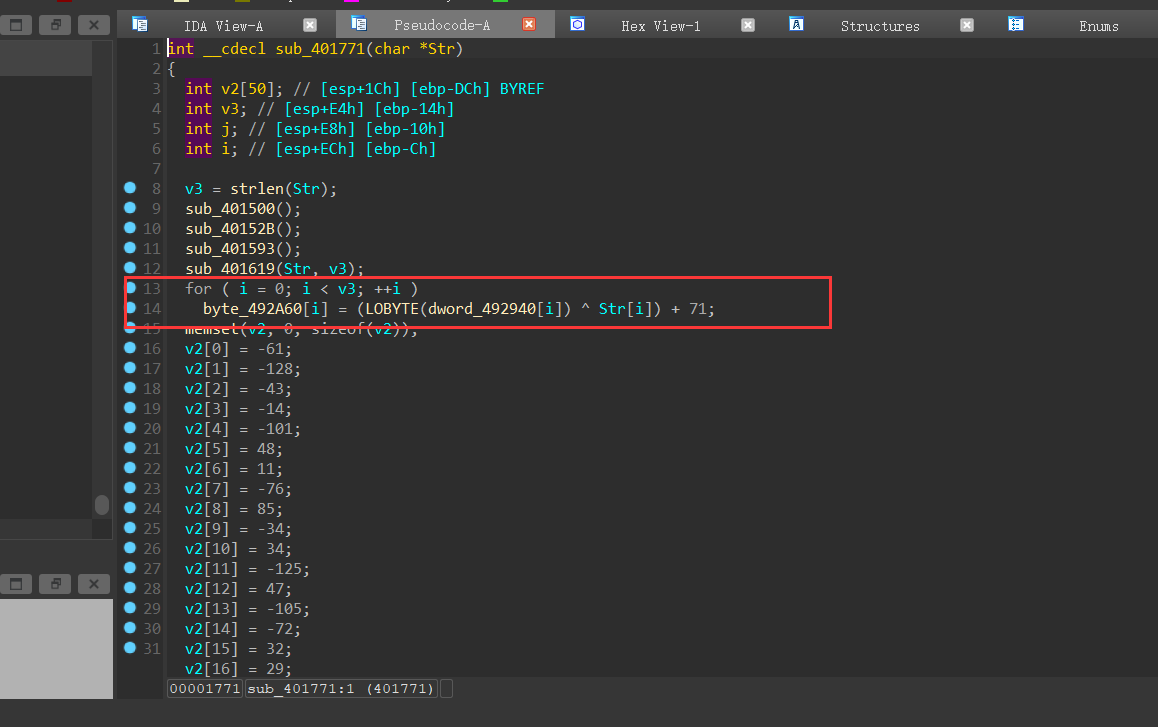 IDA View-A Pseudocode-A Hex View-1 Structures Enums
1 int __cdecl sub_401771(char *Str)
2 {
3 int v2[50]; // [esp+1Ch] [ebp-DCh] BYREF
4 int v3; // [esp+E4h] [ebp-14h]
5 int j; // [esp+E8h] [ebp-10h]
6 int i; // [esp+ECh] [ebp-Ch]
7
8 v3 = strlen(Str);
9 sub_401500();
10 sub_40152B();
11 sub_401593();
12 sub_401619(Str, v3);
13 for ( i = 0; i < v3; ++i )
14 byte_492A60[i] = (LOBYTE(dword_492940[i]) ^ Str[i]) + 71;
15 memset(v2, 0, sizeof(v2));
16 v2[0] = -61;
17 v2[1] = -128;
18 v2[2] = -43;
19 v2[3] = -14;
20 v2[4] = -101;
21 v2[5] = 48;
22 v2[6] = 11;
23 v2[7] = -76;
24 v2[8] = 85;
25 v2[9] = -34;
26 v2[10] = 34;
27 v2[11] = -125;
28 v2[12] = 47;
29 v2[13] = -105;
30 v2[14] = -72;
31 v2[15] = 32;
v2[16] = 29;
00001771 sub_401771:1 (401771)